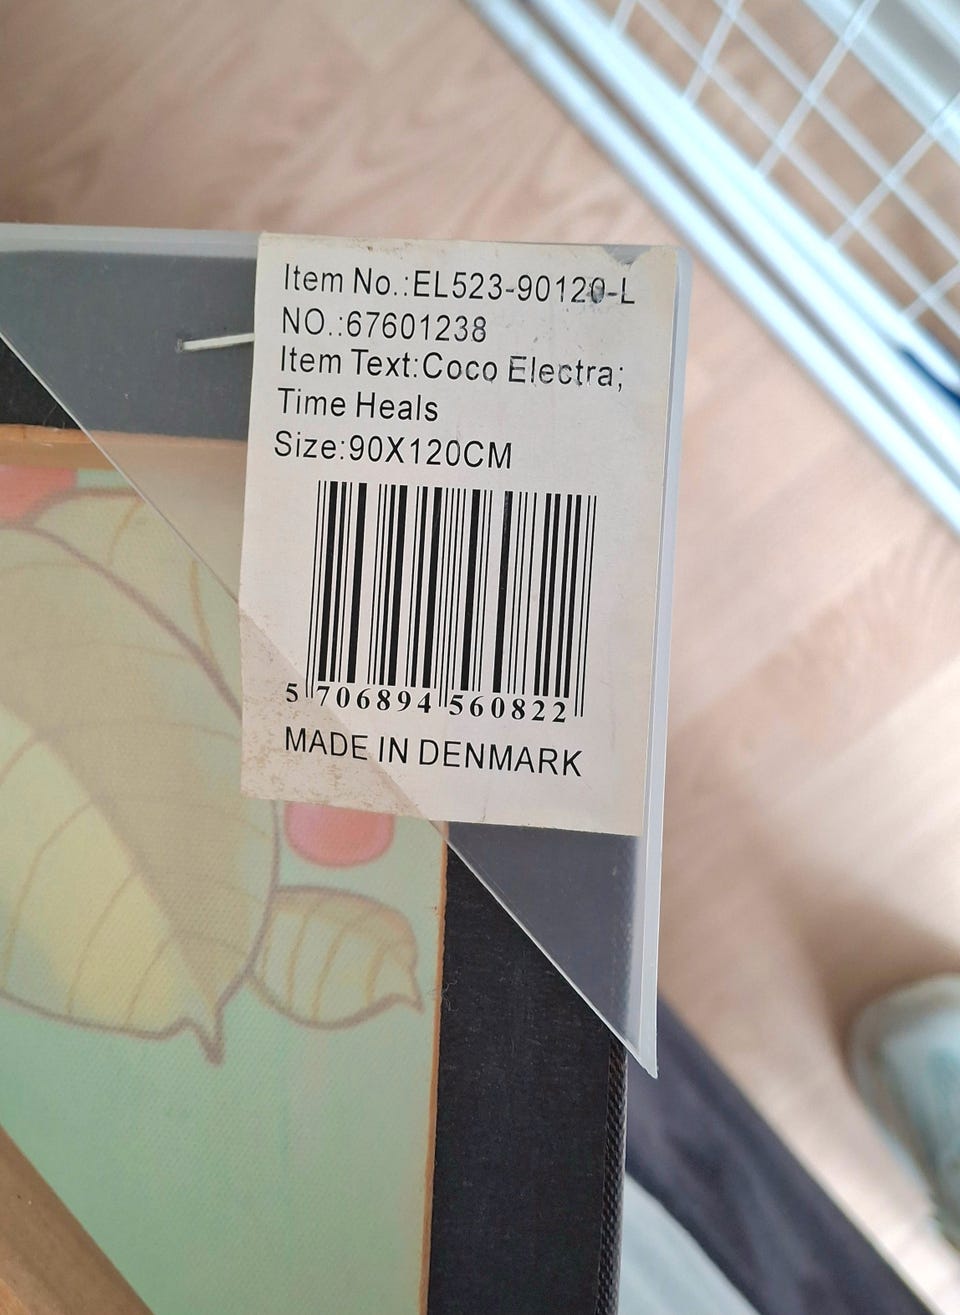 Item No.:EL523-90120-L
NO.:67601238
Item Text:Coco Electra;
Time Heals
Size:90X120CM
5 706894 560822
MADE IN DENMARK